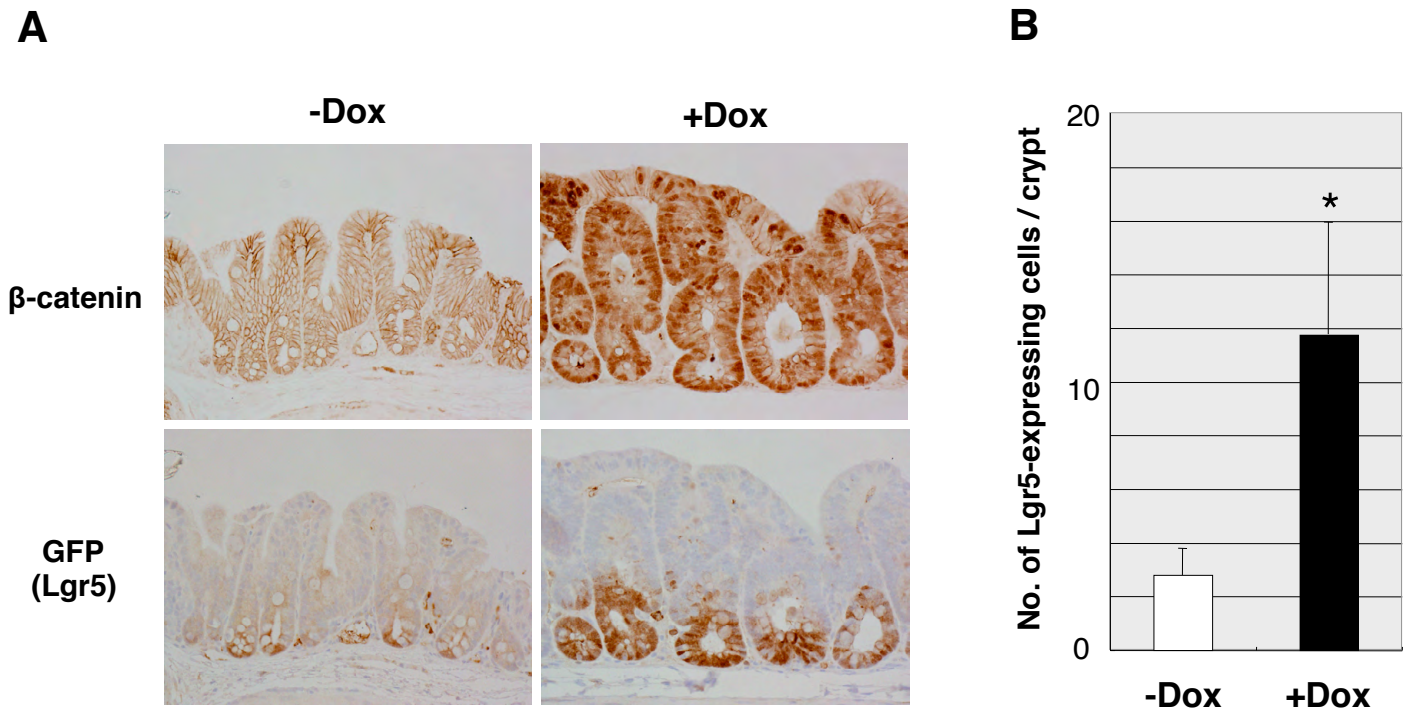 A
B
-Dox
+Dox
β-catenin
GFP
(Lgr5)
No. of Lgr5-expressing cells / crypt
20
10
0
*
-Dox
+Dox